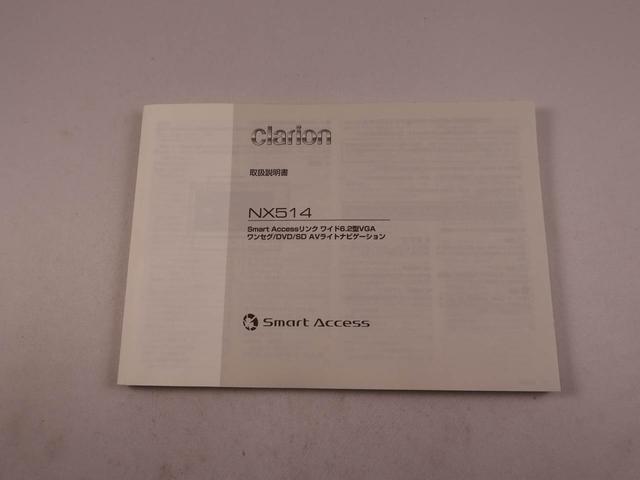 clarion
取扱説明書
NX514
Smart Accessリンク ワイド6.2型VGA
ワンセグ/DVD/SD AVライトナビゲーション
Smart Access